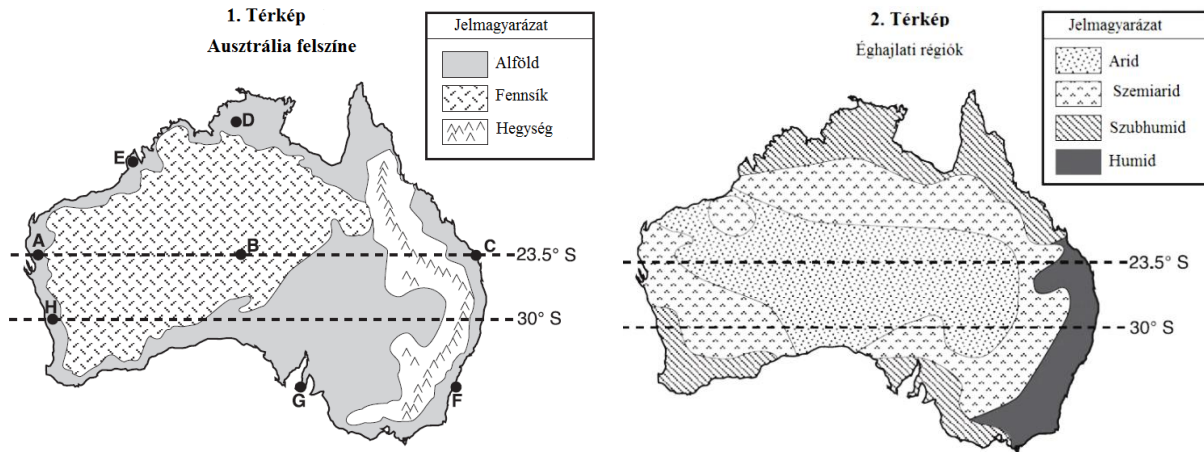 1. Térkép
Ausztrália felszíne
Jelmagyarázat
Alföld
Fennsík
Hegység
D
E
A
B
C
23.5° S
H
30° S
G
F
2. Térkép
Éghajlati régiók
Jelmagyarázat
Arid
Szemiarid
Szubhumid
Humid
23.5° S
30° S